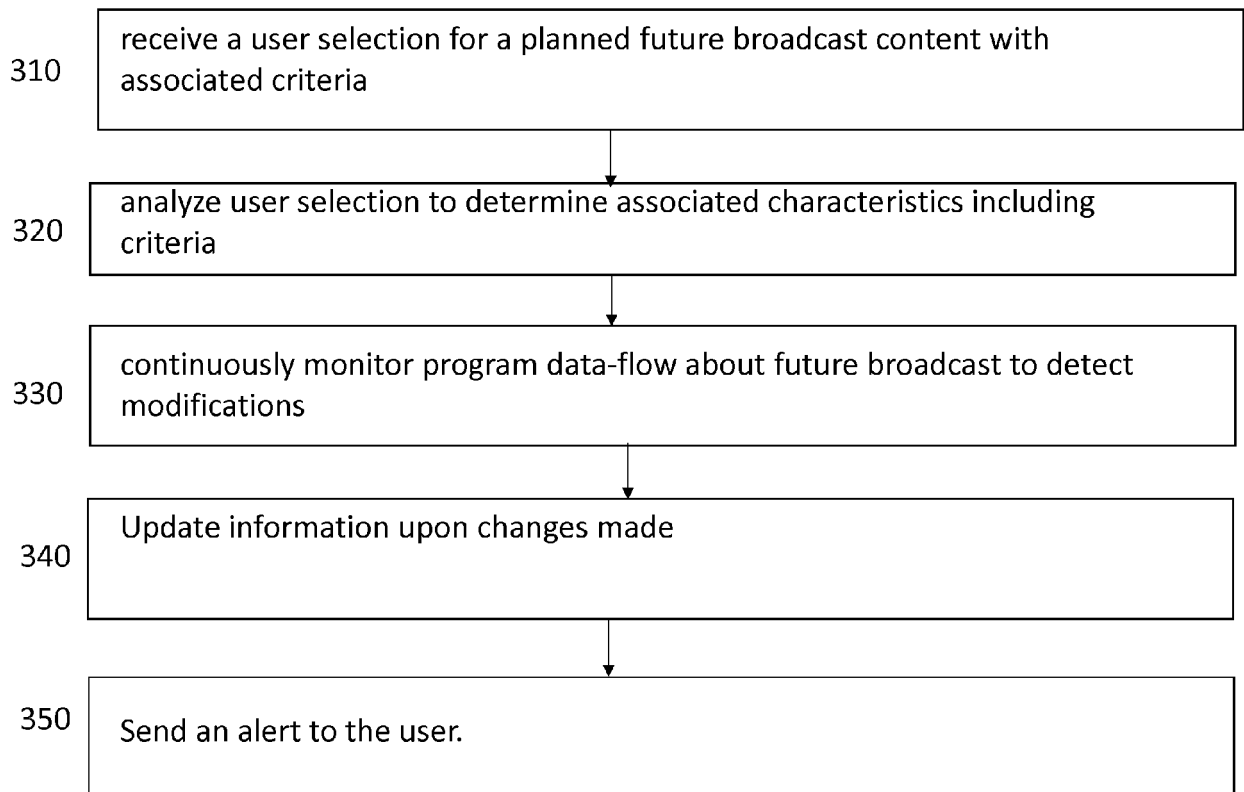 receive a user selection for a planned future broadcast content with
310
associated criteria
analyze user selection to determine associated characteristics including
320
criteria
continuously monitor program data-flow about future broadcast to detect
330
modifications
Update information upon changes made
340
350
Send an alert to the user.